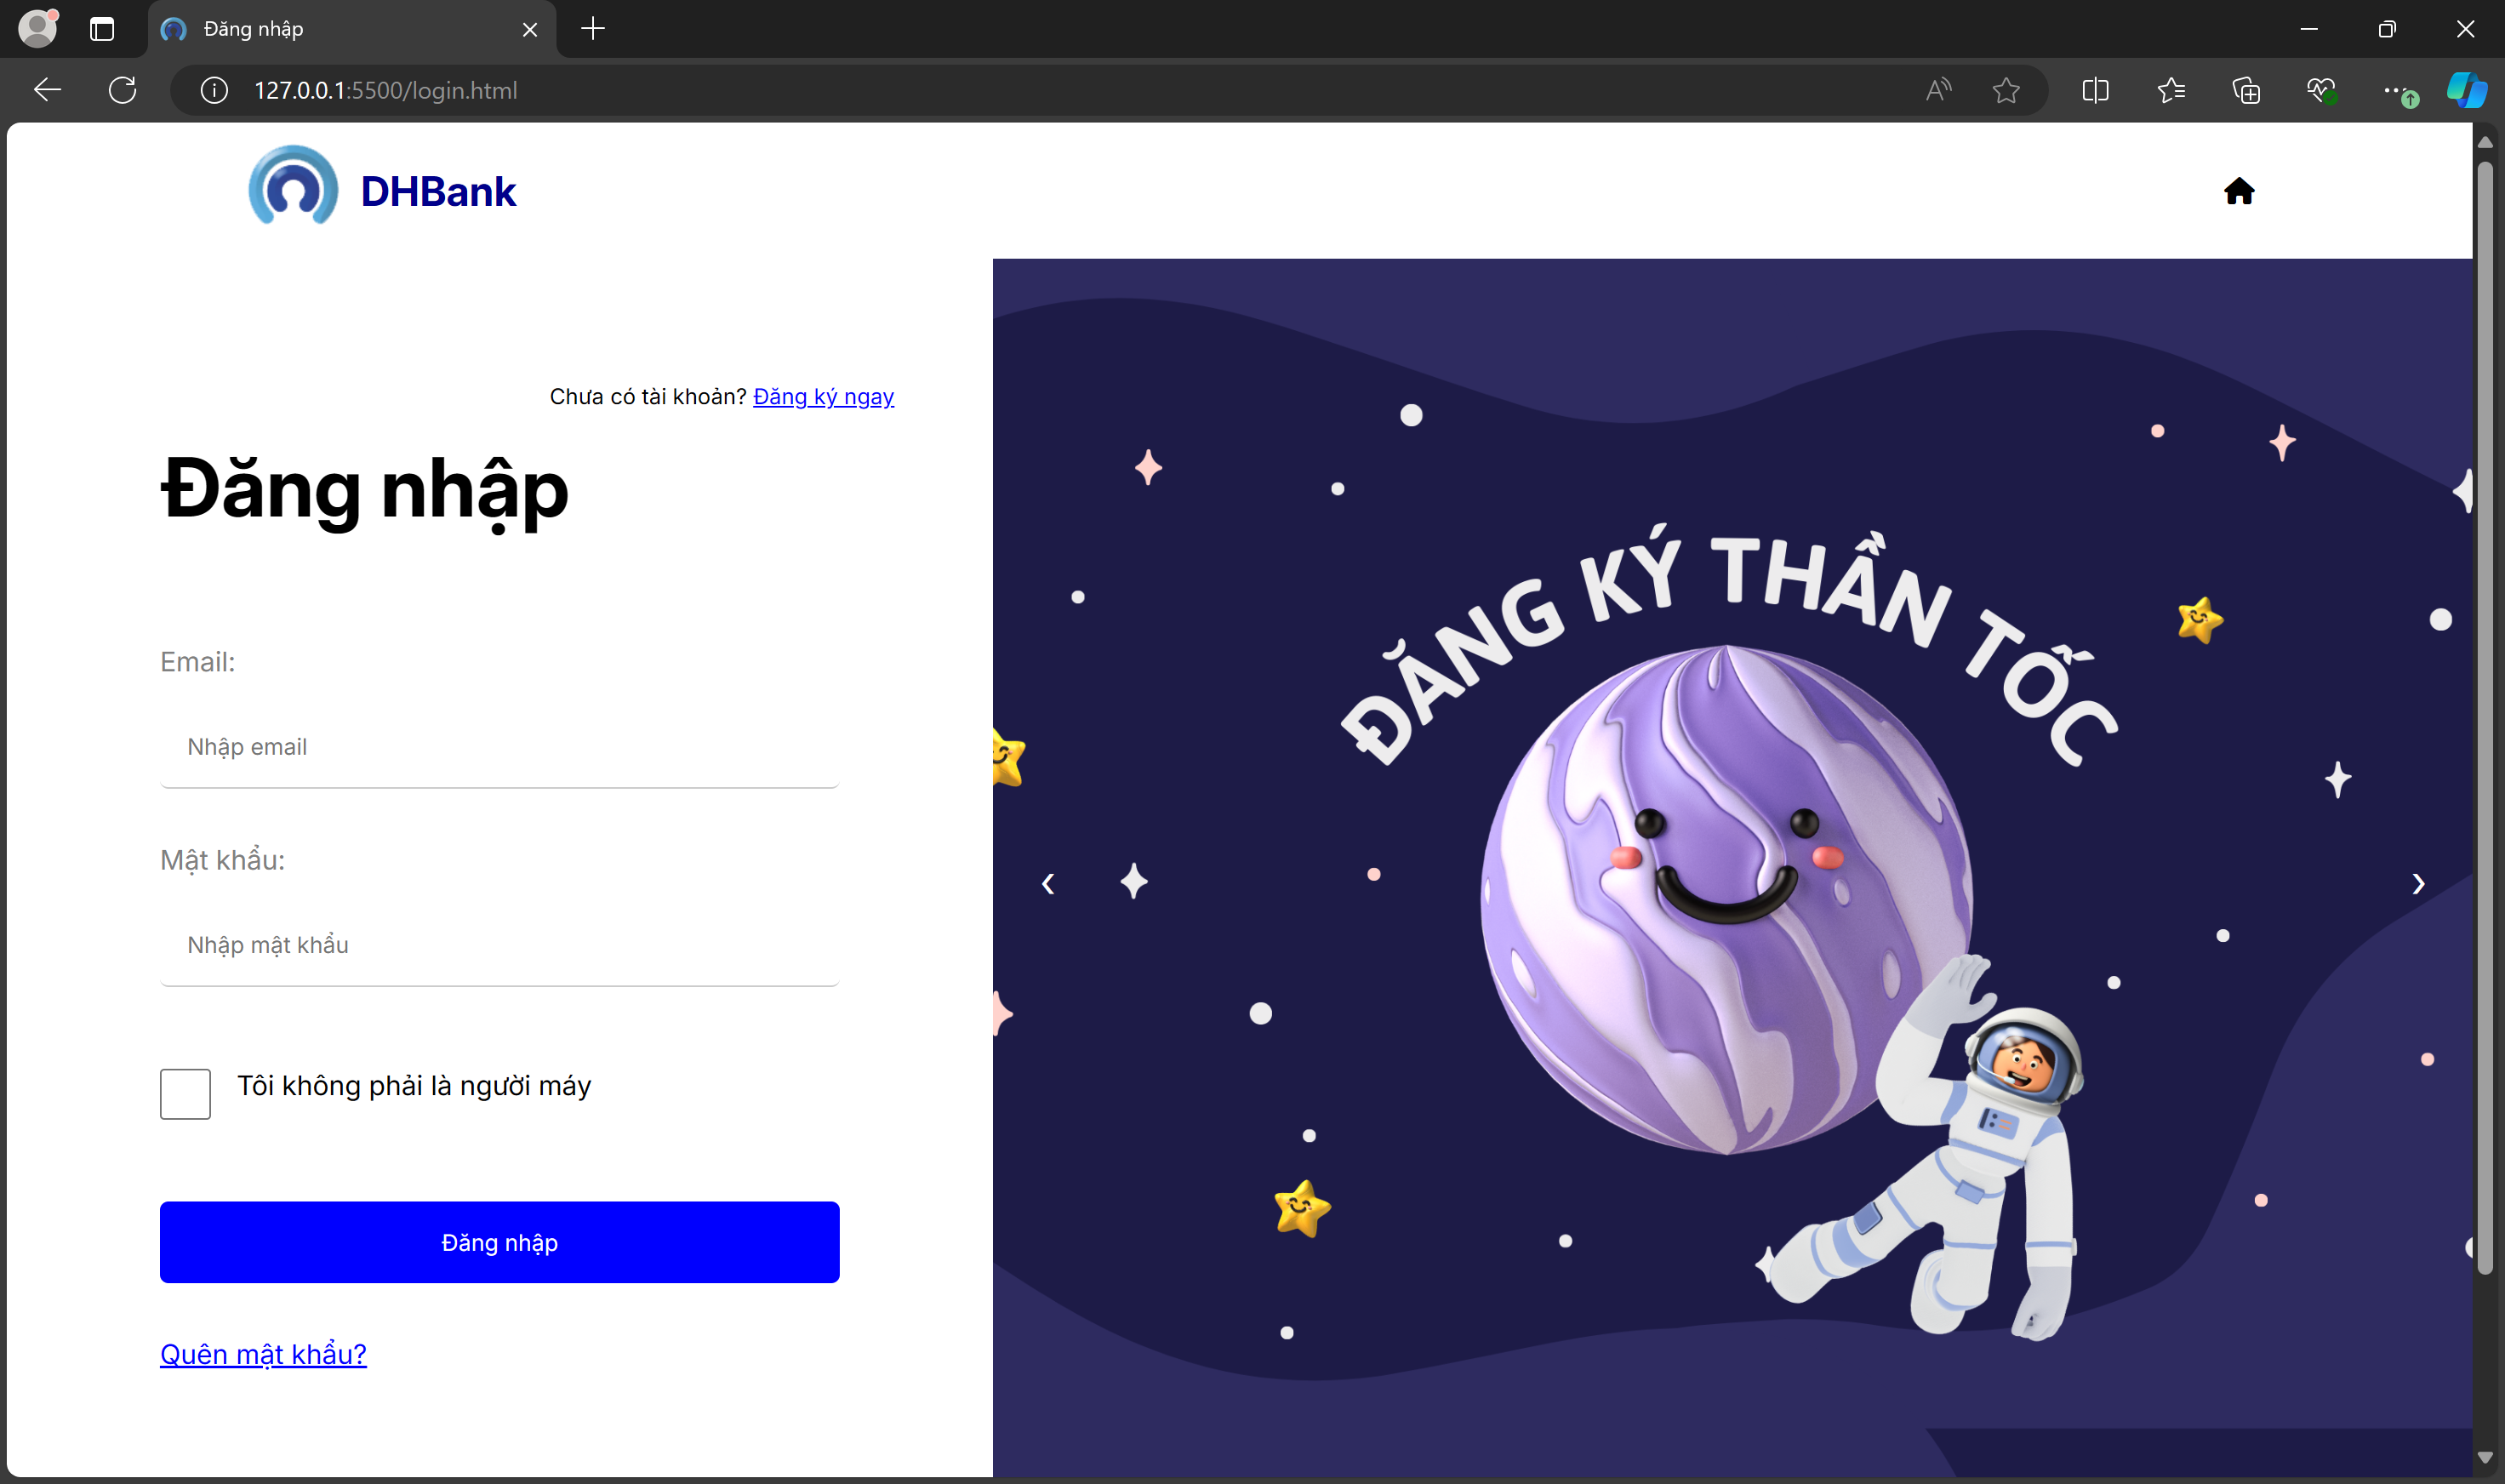 Đăng nhập
127.0.0.1:5500/login.html
DHBank
Chưa có tài khoản? Đăng ký ngay
Đăng nhập
Email:
Nhập email
Mật khẩu:
Nhập mật khẩu
Tôi không phải là người máy
Đăng nhập
Quên mật khẩu?
ĐĂNG KÝ THẦN TỐC